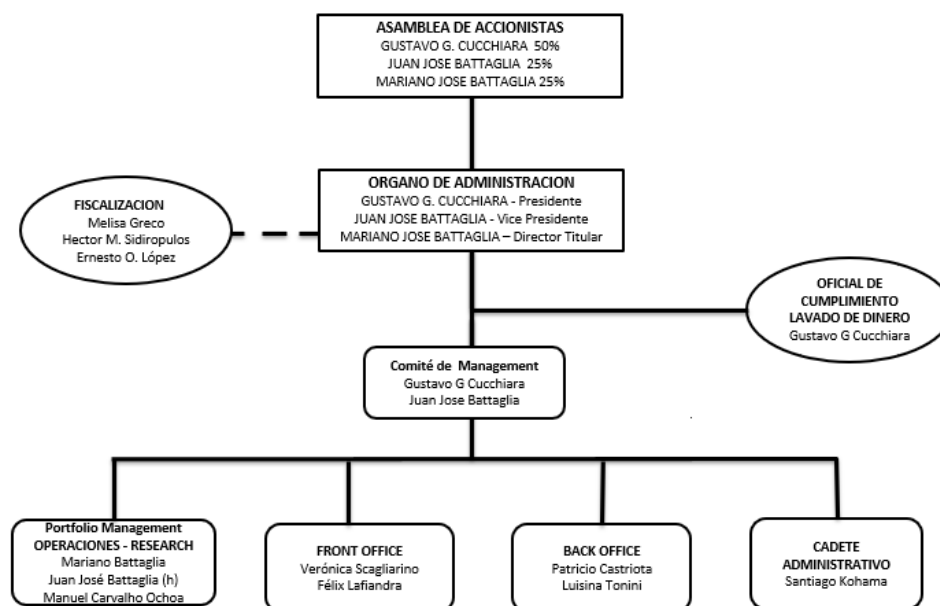 ASAMBLEA DE ACCIONISTAS
GUSTAVO G. CUCCHIARA 50%
JUAN JOSE BATTAGLIA 25%
MARIANO JOSE BATTAGLIA 25%
ORGANO DE ADMINISTRACION
GUSTAVO G. CUCCHIARA - Presidente
JUAN JOSE BATTAGLIA - Vice Presidente
MARIANO JOSE BATTAGLIA – Director Titular
FISCALIZACION
Melisa Greco
Hector M. Sidiropulos
Ernesto O. López
OFICIAL DE
CUMPLIMIENTO
LAVADO DE DINERO
Gustavo G Cucchiara
Comité de Management
Gustavo G Cucchiara
Juan Jose Battaglia
Portfolio Management
OPERACIONES - RESEARCH
Mariano Battaglia
Juan José Battaglia (h)
Manuel Carvalho Ochoa
FRONT OFFICE
Verónica Scagliarino
Félix Lafiandra
BACK OFFICE
Patricio Castriota
Luisina Tonini
CADETE
ADMINISTRATIVO
Santiago Kohama